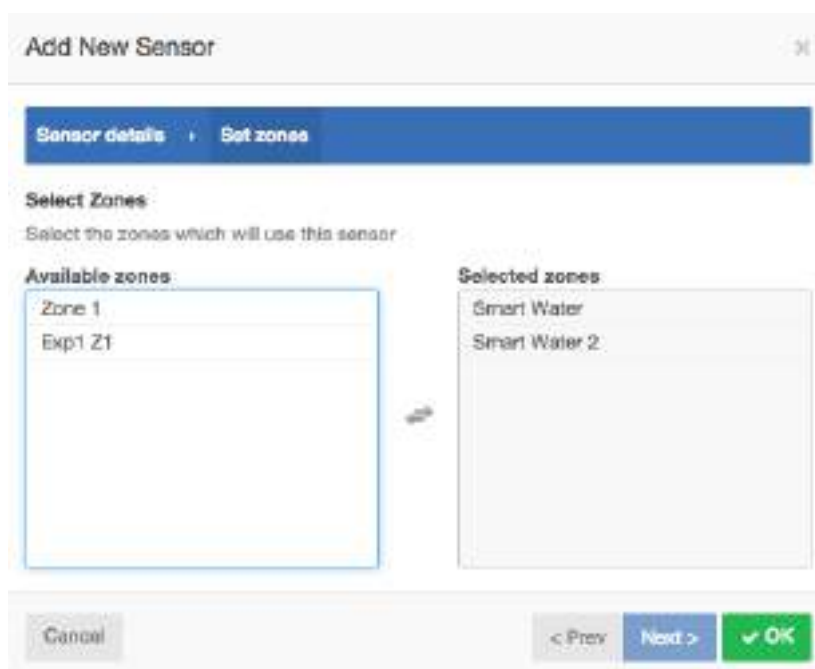 Add New Sensor
Sensor details › Set zones
Select Zones
Select the zones which will use this sensor
Available zones
Selected zones
Zone 1
Exp1 Z1
Smart Water
Smart Water 2
Cancel
< Prev
Next >
✓ OK